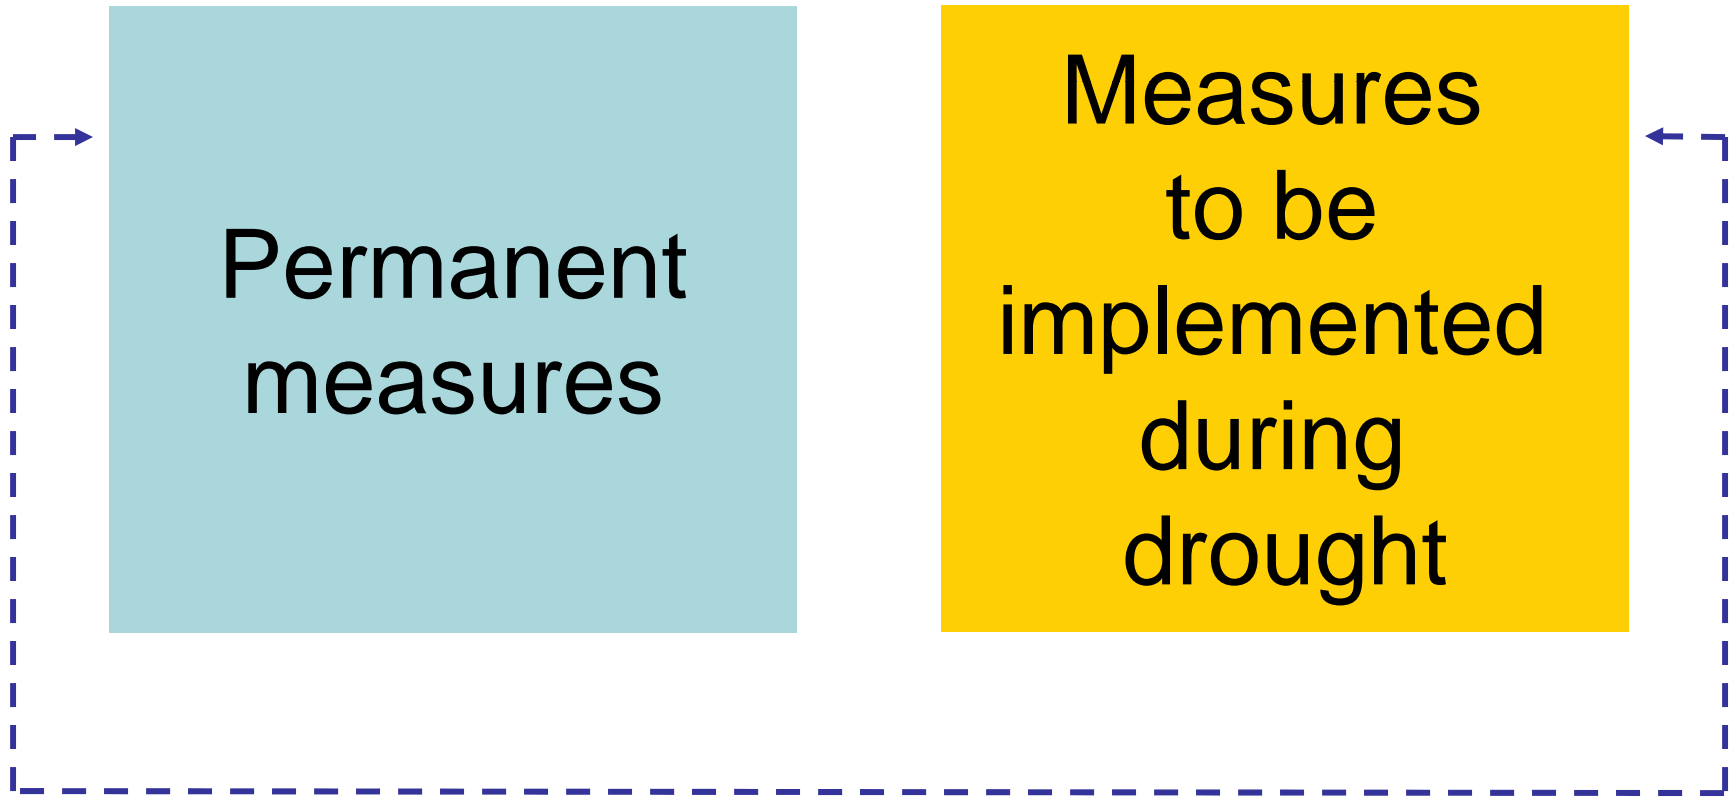 Permanent
measures
Measures
to be
implemented
during
drought